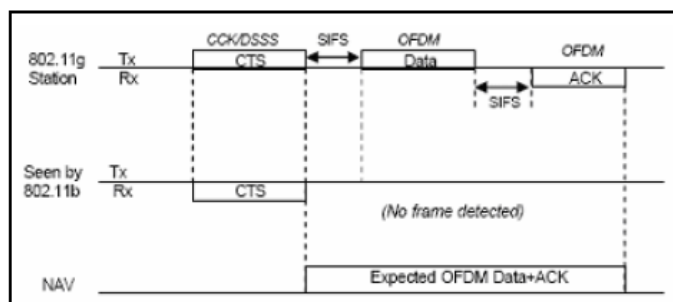 CCK/DSSS SIFS OFDM OFDM
802.11g Tx CTS Data
Station Rx SIFS ACK
Seen by Tx
802.11b Rx CTS
(No frame detected)
NAV Expected OFDM Data+ACK